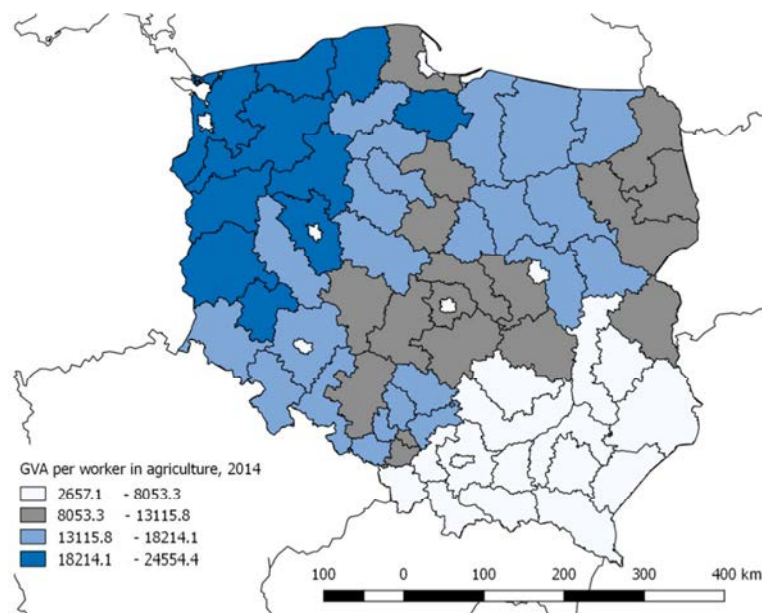 GVA per worker in agriculture, 2014
2657.1 - 8053.3
8053.3 - 13115.8
13115.8 - 18214.1
18214.1 - 24554.4
100 0 100 200 300 400 km